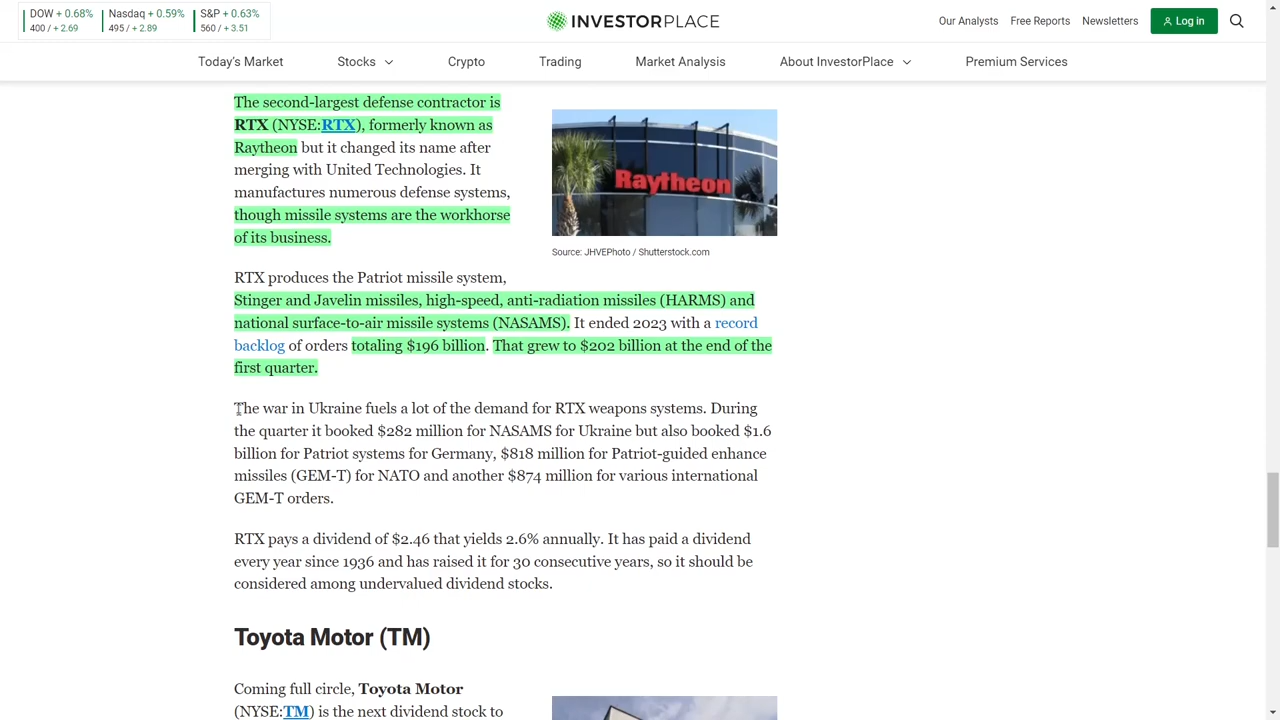 DOW + 0.68%
400 / + 2.69
Nasdaq + 0.59%
495 / + 2.89
S&P + 0.63%
560 / + 3.51
INVESTORPLACE
Our Analysts
Free Reports
Newsletters
Log in
Today's Market
Stocks
Crypto
Trading
Market Analysis
About InvestorPlace
Premium Services
The second-largest defense contractor is
RTX (NYSE:RTX), formerly known as
Raytheon but it changed its name after
merging with United Technologies. It
manufactures numerous defense systems,
though missile systems are the workhorse
of its business.
Raytheon
Source: JHVEPhoto / Shutterstock.com
RTX produces the Patriot missile system,
Stinger and Javelin missiles, high-speed, anti-radiation missiles (HARMS) and
national surface-to-air missile systems (NASAMS). It ended 2023 with a record
backlog of orders totaling $196 billion. That grew to $202 billion at the end of the
first quarter.
The war in Ukraine fuels a lot of the demand for RTX weapons systems. During
the quarter it booked $282 million for NASAMS for Ukraine but also booked $1.6
billion for Patriot systems for Germany, $818 million for Patriot-guided enhance
missiles (GEM-T) for NATO and another $874 million for various international
GEM-T orders.
RTX pays a dividend of $2.46 that yields 2.6% annually. It has paid a dividend
every year since 1936 and has raised it for 30 consecutive years, so it should be
considered among undervalued dividend stocks.
Toyota Motor (TM)
Coming full circle, Toyota Motor
(NYSE:TM) is the next dividend stock to